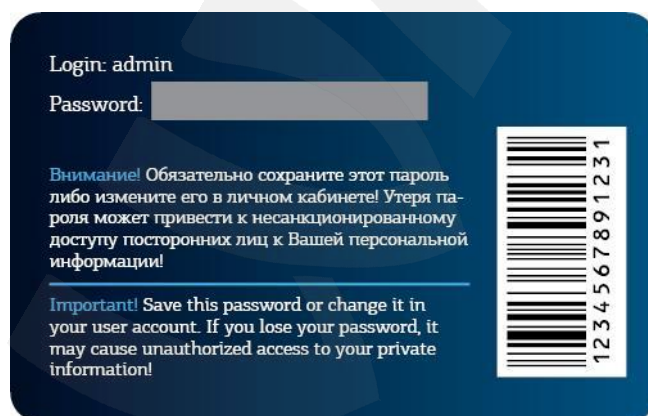 Login: admin
Password:
Внимание! Обязательно сохраните этот пароль
либо измените его в личном кабинете! Утеря па-
роля может привести к несанкционированному
доступу посторонних лиц к Вашей персональной
информации!
Important! Save this password or change it in
your user account. If you lose your password, it
may cause unauthorized access to your private
information!
1234567891231